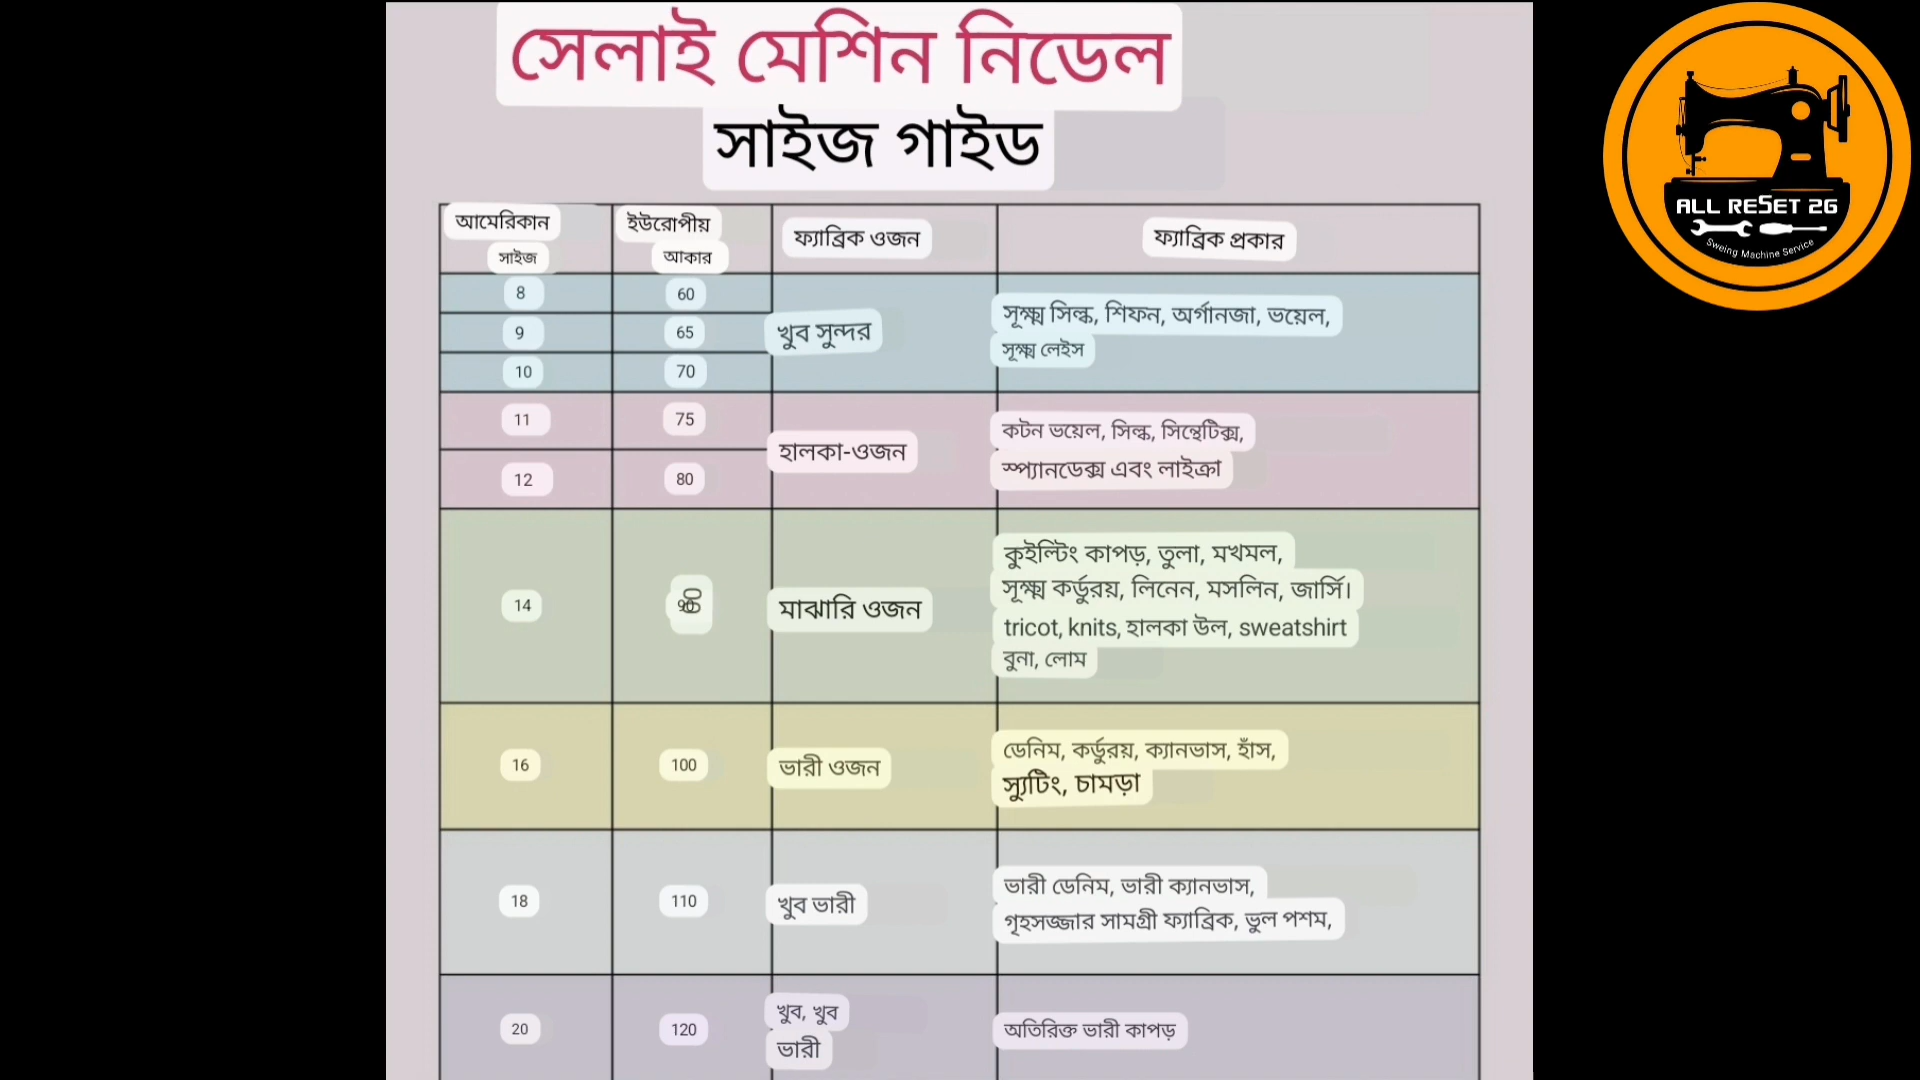 সেলাই মেশিন নিডেল
সাইজ গাইড
আমেরিকান
সাইজ
ইউরোপীয়
আকার
ফ্যাব্রিক ওজন
ফ্যাব্রিক প্রকার
8
60
9
65
10
70
খুব সুন্দর
সূক্ষ্ম সিল্ক, শিফন, অর্গানজা, ভয়েল,
সূক্ষ্ম লেইস
11
75
12
80
হালকা-ওজন
কটন ভয়েল, সিল্ক, সিন্থেটিক্স,
স্প্যানডেক্স এবং লাইক্রা
14
90
মাঝারি ওজন
কুইল্টিং কাপড়, তুলা, মখমল,
সূক্ষ্ম কর্ডুরয়, লিনেন, মসলিন, জার্সি।
tricot, knits, হালকা উল, sweatshirt
বুনা, লোম
16
100
ভারী ওজন
ডেনিম, কর্ডুরয়, ক্যানভাস, হাঁস,
স্যুটিং, চামড়া
18
110
খুব ভারী
ভারী ডেনিম, ভারী ক্যানভাস,
গৃহসজ্জার সামগ্রী ফ্যাব্রিক, ভুল পশম,
20
120
খুব, খুব
ভারী
অতিরিক্ত ভারী কাপড়
ALL RESET 2G
Sweing Machine Service